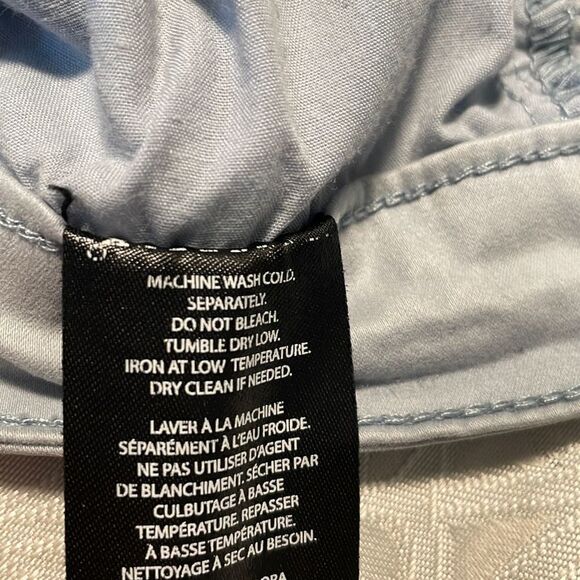 MACHINE WASH COLD.
SEPARATELY.
DO NOT BLEACH.
TUMBLE DRY LOW.
IRON AT LOW TEMPERATURE.
DRY CLEAN IF NEEDED.
LAVER À LA MACHINE
SÉPARÉMENT À L'EAU FROIDE.
NE PAS UTILISER D'AGENT
DE BLANCHIMENT. SÉCHER PAR
CULBUTAGE À BASSE
TEMPÉRATURE. REPASSER
À BASSE TEMPÉRATURE.
NETTOYAGE À SEC AU BESOIN.